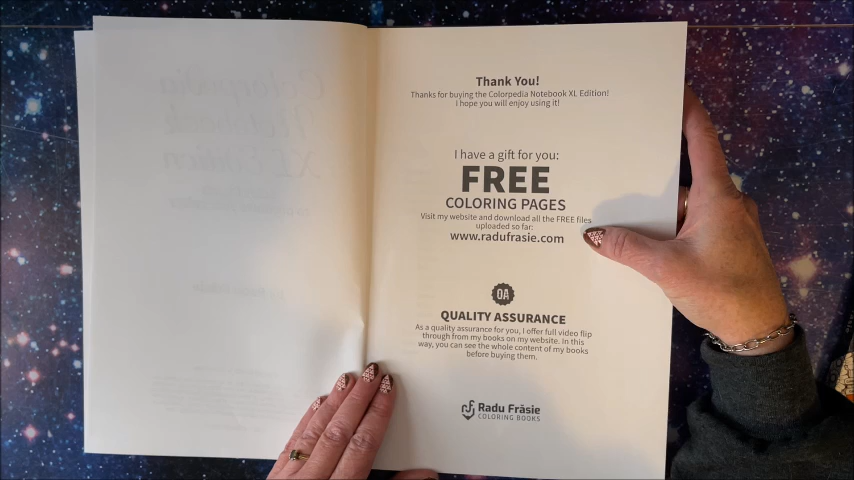 Thank You!
Thanks for buying the Colorpedia Notebook XL Edition!
I hope you will enjoy using it!
I have a gift for you:
FREE
COLORING PAGES
Visit my website and download all the FREE files
uploaded so far:
www.radufrasie.com
QA
QUALITY ASSURANCE
As a quality assurance for you, I offer full video flip
through from my books on my website. In this
way, you can see the whole content of my books
before buying them.
rf Radu Frăsie
COLORING BOOKS